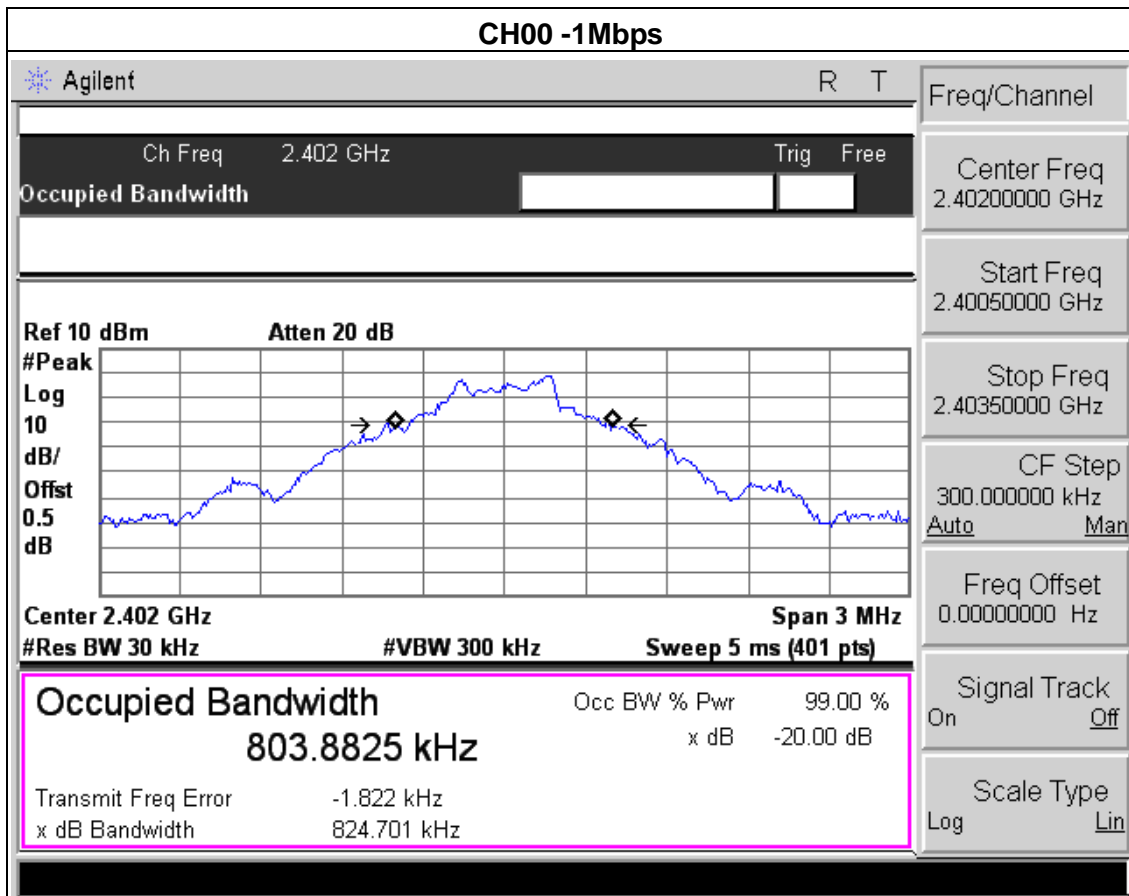 CH00 -1Mbps
Agilent R T
Ch Freq 2.402 GHz Trig Free
Occupied Bandwidth
Ref 10 dBm Atten 20 dB
#Peak
Log
10
dB/
Offst
0.5
dB
Center 2.402 GHz Span 3 MHz
#Res BW 30 kHz #VBW 300 kHz Sweep 5 ms (401 pts)
Occupied Bandwidth
803.8825 kHz
Occ BW % Pwr 99.00 %
x dB -20.00 dB
Transmit Freq Error -1.822 kHz
x dB Bandwidth 824.701 kHz
Freq/Channel
Center Freq
2.40200000 GHz
Start Freq
2.40050000 GHz
Stop Freq
2.40350000 GHz
CF Step
300.000000 kHz
Auto Man
Freq Offset
0.00000000 Hz
Signal Track
On Off
Scale Type
Log Lin